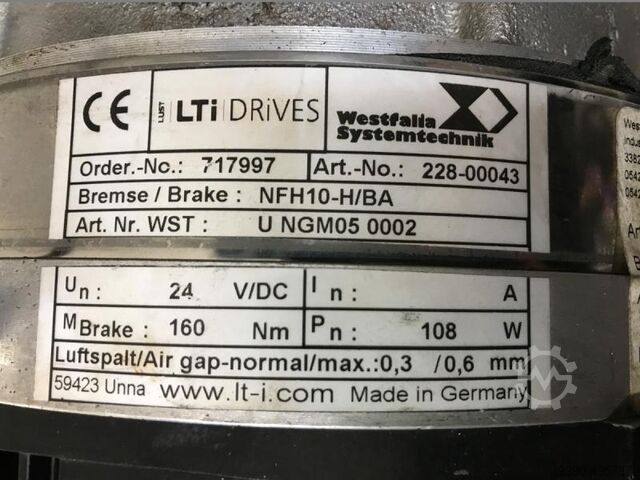 CE LUST LTi DRiVES Westfalia Systemtechnik
Order.-No.: 717997 Art.-No.: 228-00043
Bremse / Brake : NFH10-H/BA
Art. Nr. WST : U NGM05 0002
Un : 24 V/DC In : A
MBrake : 160 Nm Pn : 108 W
Luftspalt/Air gap-normal/max.:0,3 /0,6 mm
59423 Unna www.lt-i.com Made in Germany